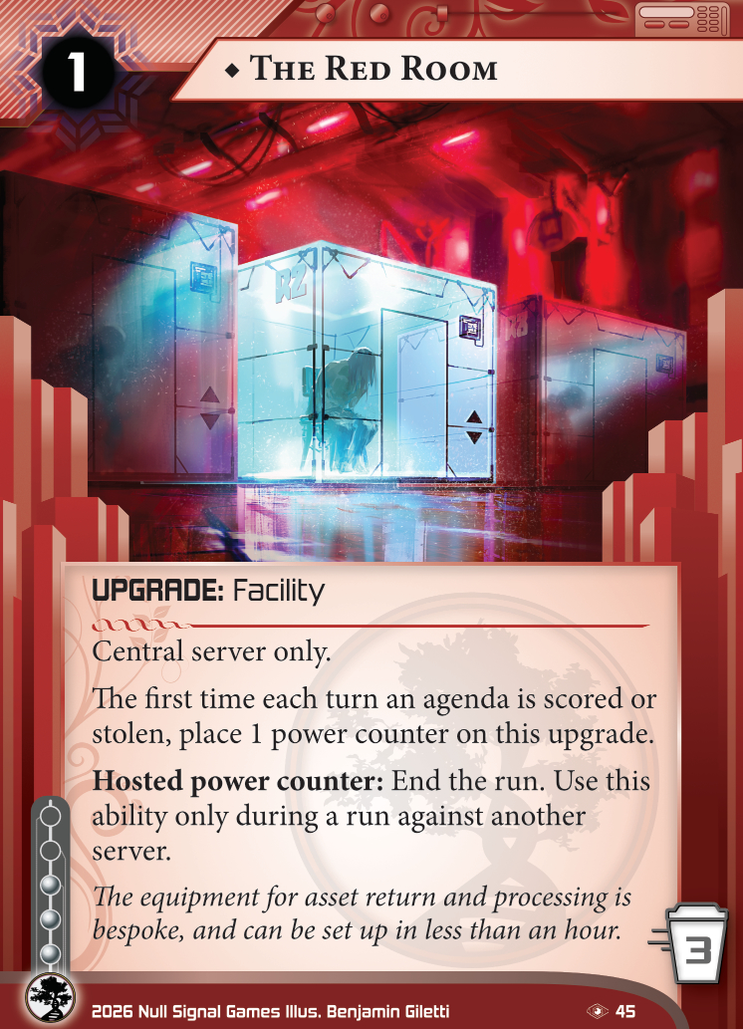 1
◆ The Red Room
RZ
UPGRADE: Facility
Central server only.
The first time each turn an agenda is scored or
stolen, place 1 power counter on this upgrade.
Hosted power counter: End the run. Use this
ability only during a run against another
server.
The equipment for asset return and processing is
bespoke, and can be set up in less than an hour.
3
2026 Null Signal Games Illus. Benjamin Giletti
45